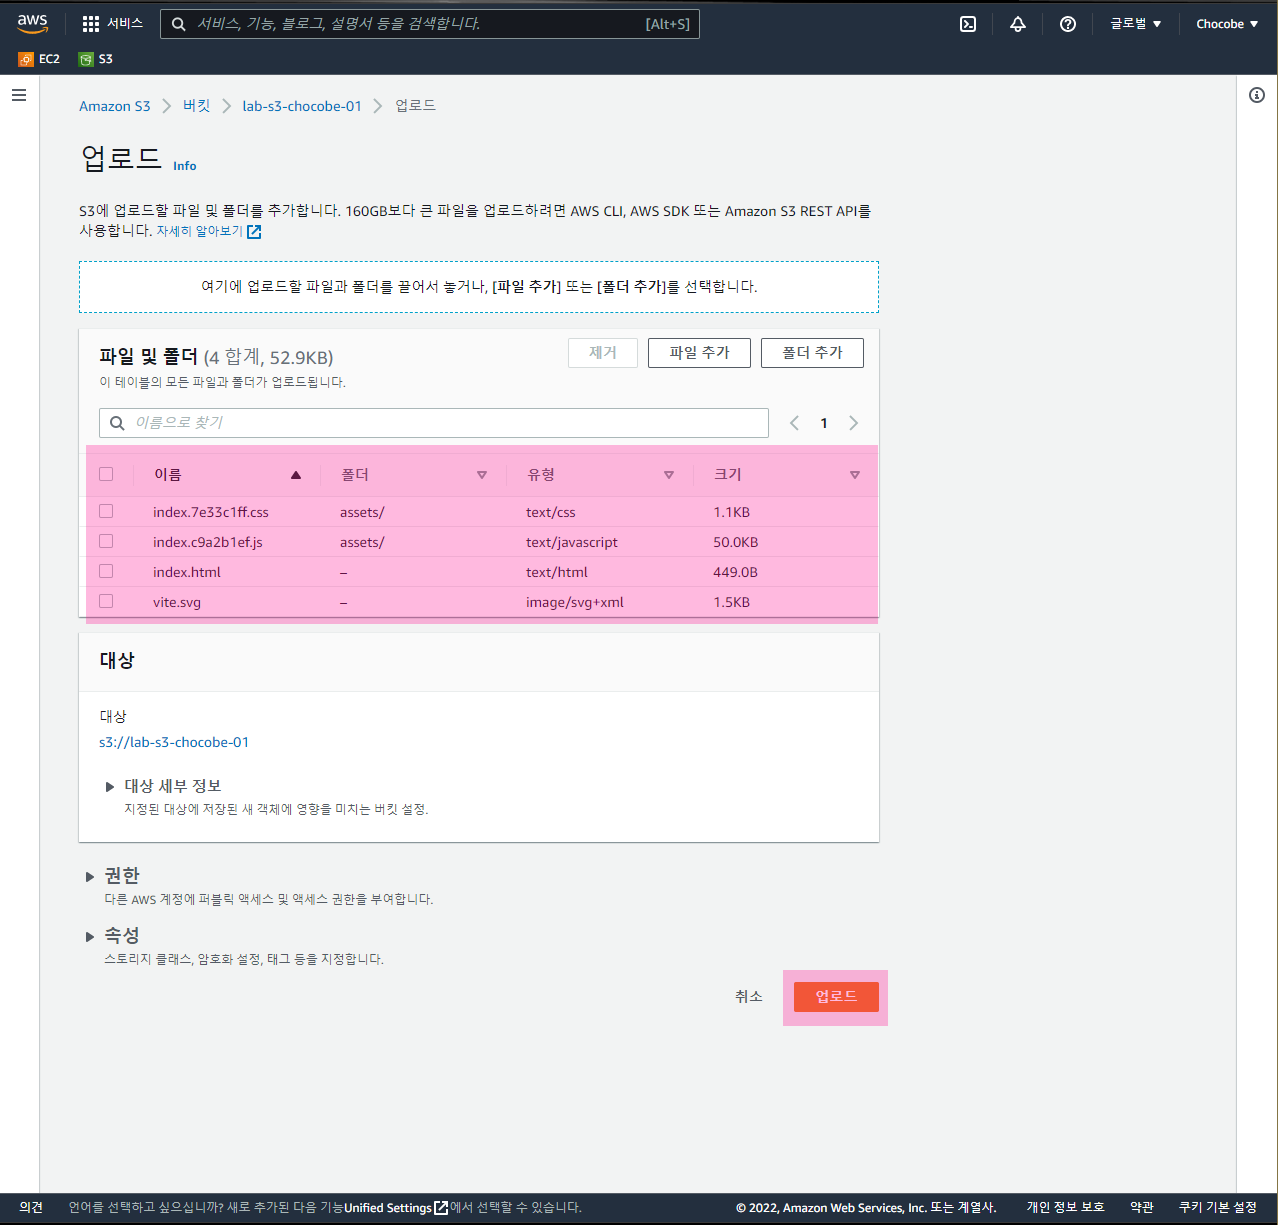 aws 서비스 서비스, 기능, 블로그, 설명서 등을 검색합니다. [Alt+S] 글로벌 Chocobe
EC2 S3
Amazon S3 버킷 lab-s3-chocobe-01 업로드
업로드 Info
S3에 업로드할 파일 및 폴더를 추가합니다. 160GB보다 큰 파일을 업로드하려면 AWS CLI, AWS SDK 또는 Amazon S3 REST API를
사용합니다. 자세히 알아보기
여기에 업로드할 파일과 폴더를 끌어서 놓거나, [파일 추가] 또는 [폴더 추가]를 선택합니다.
파일 및 폴더 (4 합계, 52.9KB) 제거 파일 추가 폴더 추가
이 테이블의 모든 파일과 폴더가 업로드됩니다.
이름으로 찾기 1
이름 폴더 유형 크기
index.7e33c1ff.css assets/ text/css 1.1KB
index.c9a2b1ef.js assets/ text/javascript 50.0KB
index.html – text/html 449.0B
vite.svg – image/svg+xml 1.5KB
대상
대상
s3://lab-s3-chocobe-01
대상 세부 정보
지정된 대상에 저장된 새 객체에 영향을 미치는 버킷 설정.
권한
다른 AWS 계정에 퍼블릭 액세스 및 액세스 권한을 부여합니다.
속성
스토리지 클래스, 암호화 설정, 태그 등을 지정합니다.
취소 업로드
의견 언어를 선택하고 싶으십니까? 새로 추가된 다음 기능Unified Settings에서 선택할 수 있습니다. © 2022, Amazon Web Services, Inc. 또는 계열사. 개인 정보 보호 약관 쿠키 기본 설정